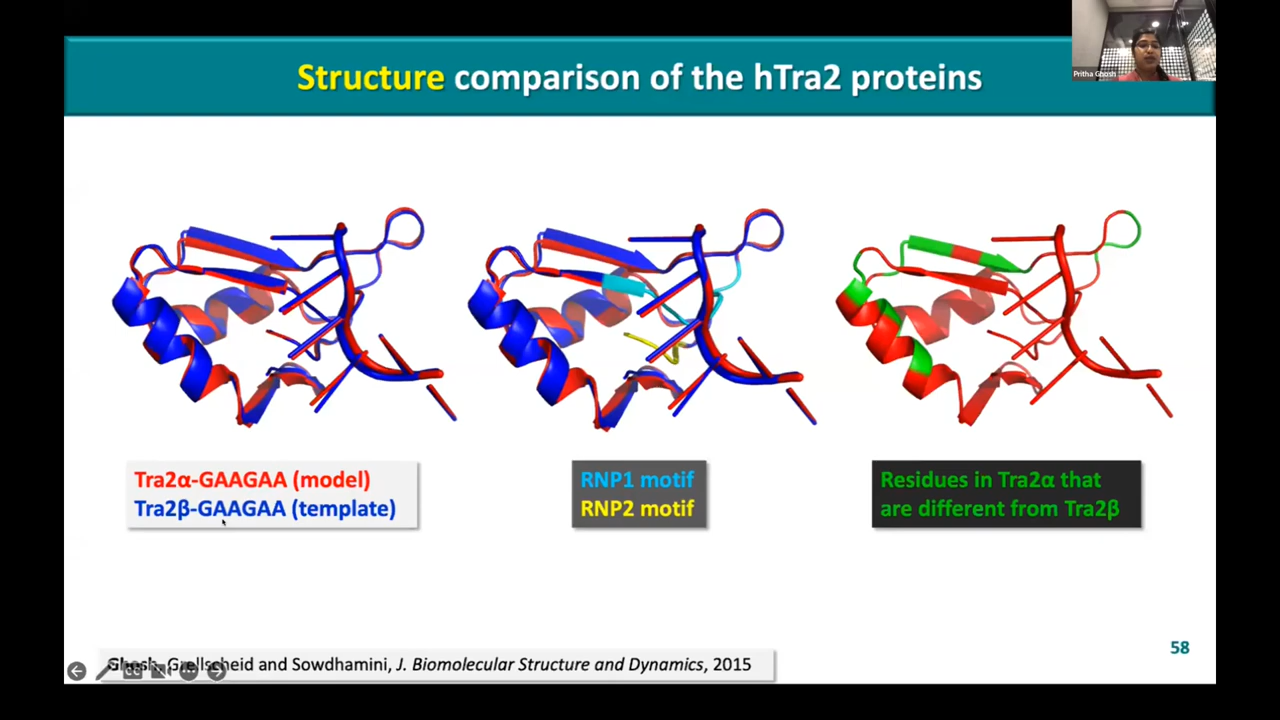 Structure comparison of the hTra2 proteins
Pritha Ghosh
Tra2α-GAAGAA (model)
Tra2β-GAAGAA (template)
RNP1 motif
RNP2 motif
Residues in Tra2α that
are different from Tra2β
58
Ghosh, Grellscheid and Sowdhamini, J. Biomolecular Structure and Dynamics, 2015